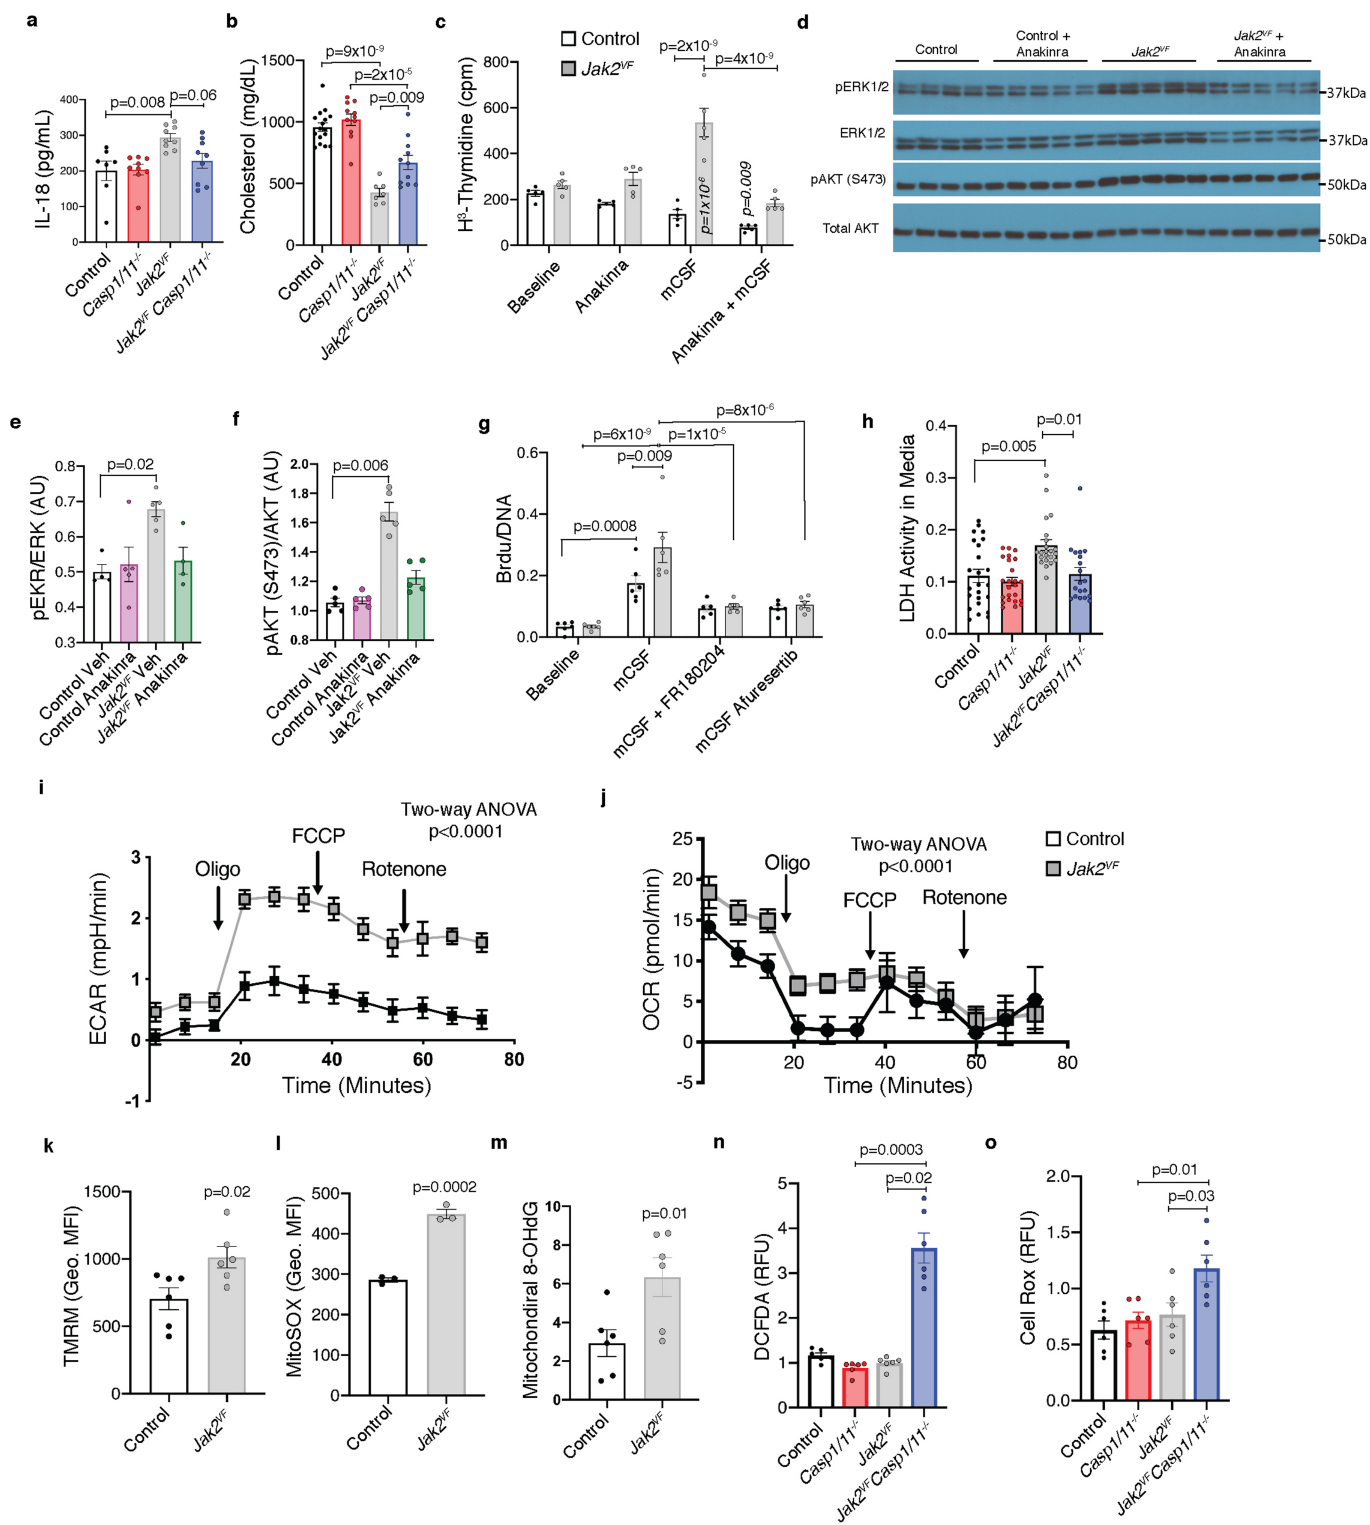 a
IL-18 (pg/mL)
400
300
200
100
0
p=0.008
p=0.06
Control
Casp1/11-/-
Jak2VF
Jak2VF Casp1/11-/-
b
Cholesterol (mg/dL)
1500
1000
500
0
p=9x10-9
p=2x10-5
p=0.009
Control
Casp1/11-/-
Jak2VF
Jak2VF Casp1/11-/-
c
Control
Jak2VF
H3-Thymidine (cpm)
800
600
400
200
0
p=2x10-9
p=4x10-9
p=1x10-6
p=0.009
Baseline
Anakinra
mCSF
Anakinra + mCSF
d
Control
Control +
Anakinra
Jak2VF
Jak2VF +
Anakinra
pERK1/2
37kDa
ERK1/2
37kDa
pAKT (S473)
50kDa
Total AKT
50kDa
e
pEKR/ERK (AU)
0.8
0.7
0.6
0.5
0.4
0.3
p=0.02
Control Veh
Control Anakinra
Jak2VF Veh
Jak2VF Anakinra
f
pAKT (S473)/AKT (AU)
2.0
1.8
1.6
1.4
1.2
1.0
0.8
p=0.006
Control Veh
Control Anakinra
Jak2VF Veh
Jak2VF Anakinra
g
Brdu/DNA
0.6
0.4
0.2
0.0
p=8x10-6
p=6x10-9
p=1x10-5
p=0.009
p=0.0008
Baseline
mCSF
mCSF + FR180204
mCSF Afuresertib
h
LDH Activity in Media
0.4
0.3
0.2
0.1
0.0
p=0.01
p=0.005
Control
Casp1/11-/-
Jak2VF
Jak2VFCasp1/11-/-
i
ECAR (mpH/min)
3
2
1
0
-1
Two-way ANOVA
p<0.0001
Oligo
FCCP
Rotenone
20
40
60
80
Time (Minutes)
j
OCR (pmol/min)
25
20
15
10
5
0
-5
Two-way ANOVA
p<0.0001
Oligo
FCCP
Rotenone
Control
Jak2VF
20
40
60
80
Time (Minutes)
k
TMRM (Geo. MFI)
1500
1000
500
0
p=0.02
Control
Jak2VF
l
MitoSOX (Geo. MFI)
500
400
300
200
100
0
p=0.0002
Control
Jak2VF
m
Mitochondiral 8-OHdG
10
8
6
4
2
0
p=0.01
Control
Jak2VF
n
DCFDA (RFU)
5
4
3
2
1
0
p=0.0003
p=0.02
Control
Casp1/11-/-
Jak2VF
Jak2VFCasp1/11-/-
o
Cell Rox (RFU)
2.0
1.5
1.0
0.5
0.0
p=0.01
p=0.03
Control
Casp1/11-/-
Jak2VF
Jak2VFCasp1/11-/-